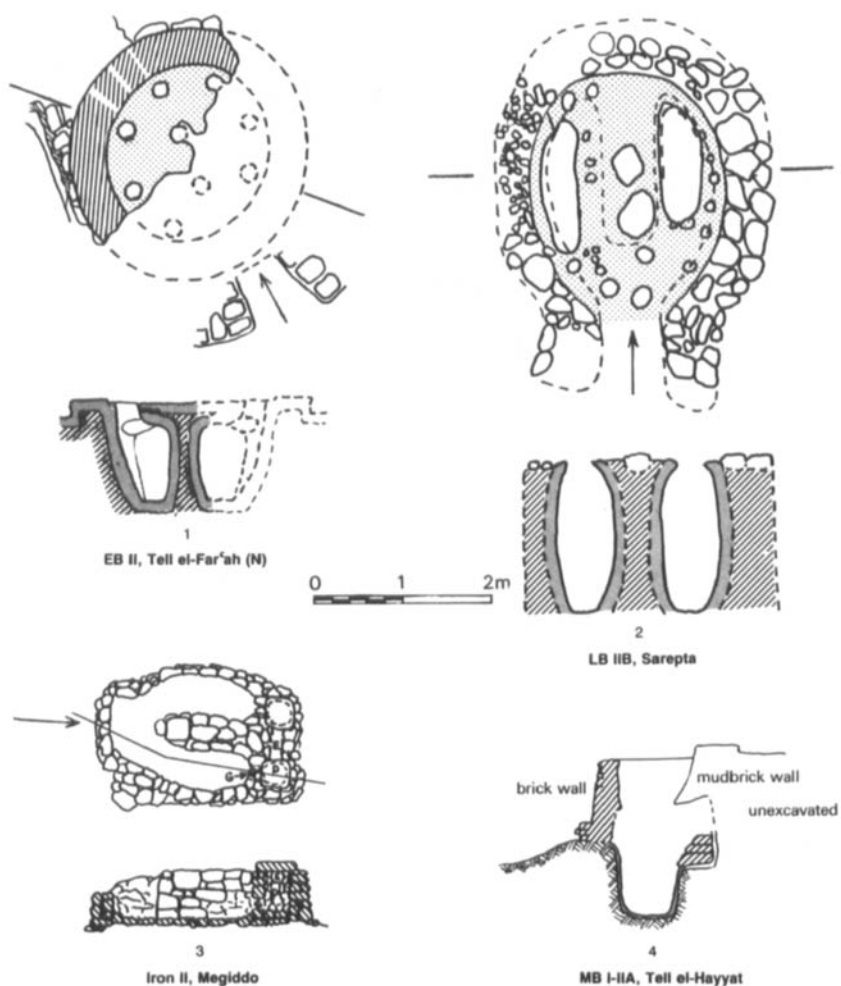 1
EB II, Tell el-Farʿah (N)
0 1 2m
2
LB IIB, Sarepta
3
Iron II, Megiddo
brick wall
mudbrick wall
unexcavated
4
MB I-IIA, Tell el-Hayyat